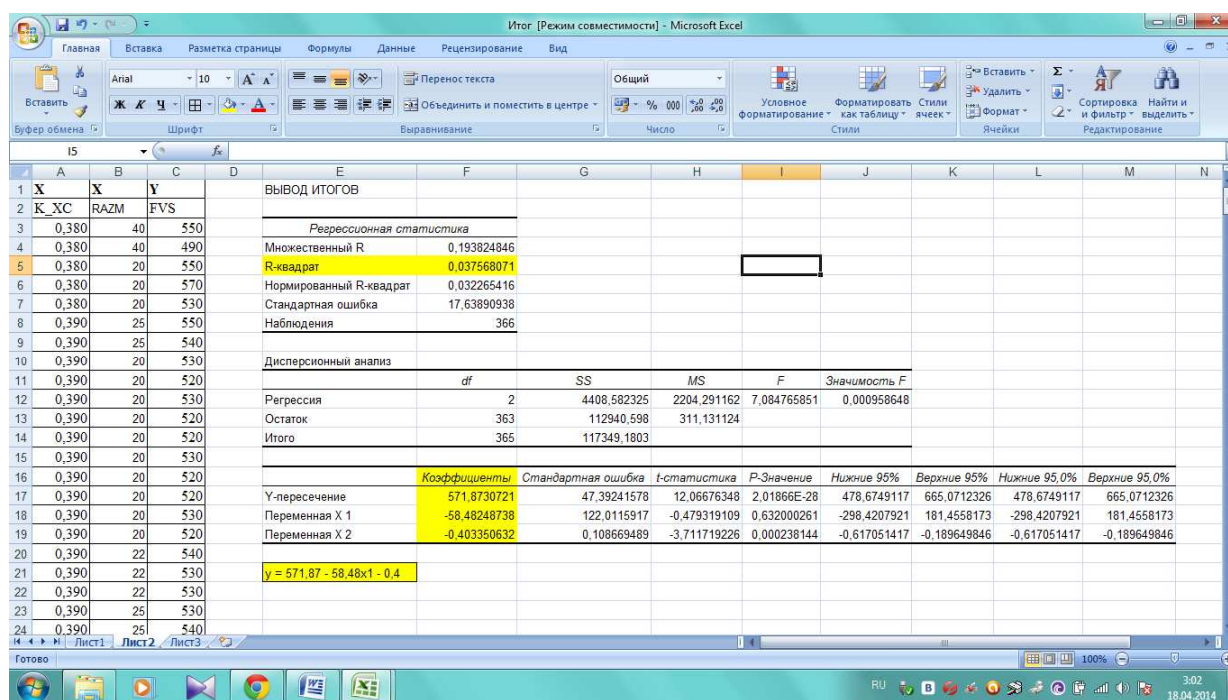 Итог [Режим совместимости] - Microsoft Excel
Главная Вставка Разметка страницы Формулы Данные Рецензирование Вид
Вставить
Arial 10
Ж К Ч
Перенос текста
Объединить и поместить в центре
Общий
% 000
Условное форматирование
Форматировать как таблицу
Стили ячеек
Вставить
Удалить
Формат
Сортировка и фильтр
Найти и выделить
Буфер обмена Шрифт Выравнивание Число Стили Ячейки Редактирование
I5 fx
A B C D E F G H I J K L M N
1 X X Y ВЫВОД ИТОГОВ
2 K_XC RAZM FVS
3 0,380 40 550 Регрессионная статистика
4 0,380 40 490 Множественный R 0,193824846
5 0,380 20 550 R-квадрат 0,037568071
6 0,380 20 570 Нормированный R-квадрат 0,032265416
7 0,380 20 530 Стандартная ошибка 17,63890938
8 0,390 25 550 Наблюдения 366
9 0,390 25 540
10 0,390 20 530 Дисперсионный анализ
11 0,390 20 520 df SS MS F Значимость F
12 0,390 20 530 Регрессия 2 4408,582325 2204,291162 7,084765851 0,000958648
13 0,390 20 520 Остаток 363 112940,598 311,131124
14 0,390 20 520 Итого 365 117349,1803
15 0,390 20 530
16 0,390 20 520 Коэффициенты Стандартная ошибка t-статистика P-Значение Нижние 95% Верхние 95% Нижние 95,0% Верхние 95,0%
17 0,390 20 530 Y-пересечение 571,8730721 47,39241578 12,06676348 2,01866E-28 478,6749117 665,0712326 478,6749117 665,0712326
18 0,390 20 530 Переменная X 1 -58,48248738 122,0115917 -0,479319109 0,632000261 -298,4207921 181,4558173 -298,4207921 181,4558173
19 0,390 20 520 Переменная X 2 -0,403350632 0,108669489 -3,711719226 0,000238144 -0,617051417 -0,189649846 -0,617051417 -0,189649846
20 0,390 22 540
21 0,390 22 530 y = 571,87 - 58,48x1 - 0,4
22 0,390 22 530
23 0,390 25 530
24 0,390 25 540
Лист1 Лист2 Лист3
Готово 100%
RU 3:02
18.04.2014